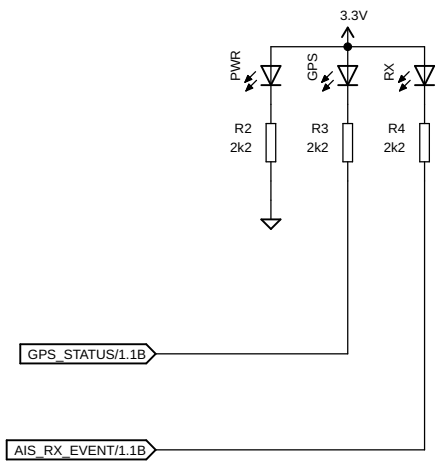 3.3V
PWR
GPS
RX
R2
2k2
R3
2k2
R4
2k2
GPS_STATUS/1.1B
AIS_RX_EVENT/1.1B